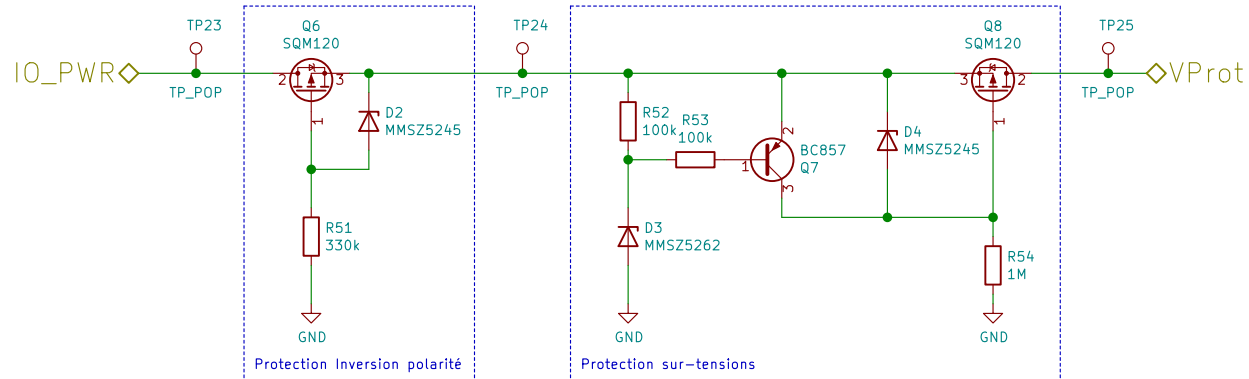 TP23
Q6
SQM120
TP24
Q8
SQM120
TP25
IO_PWR
2
3
3
2
VProt
TP_POP
TP_POP
TP_POP
1
D2
MMSZ5245
R52
100k
R53
100k
2
1
BC857
Q7
3
D4
MMSZ5245
1
R51
330k
D3
MMSZ5262
R54
1M
GND
GND
GND
Protection Inversion polarité
Protection sur-tensions